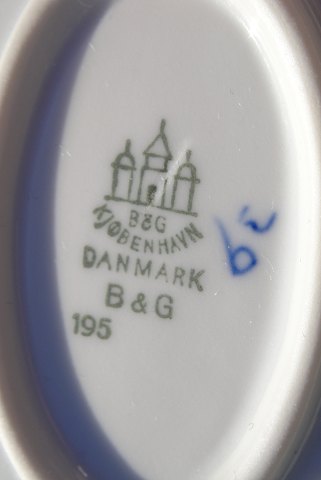 B&G
KJØBENHAVN
DANMARK
B & G
195